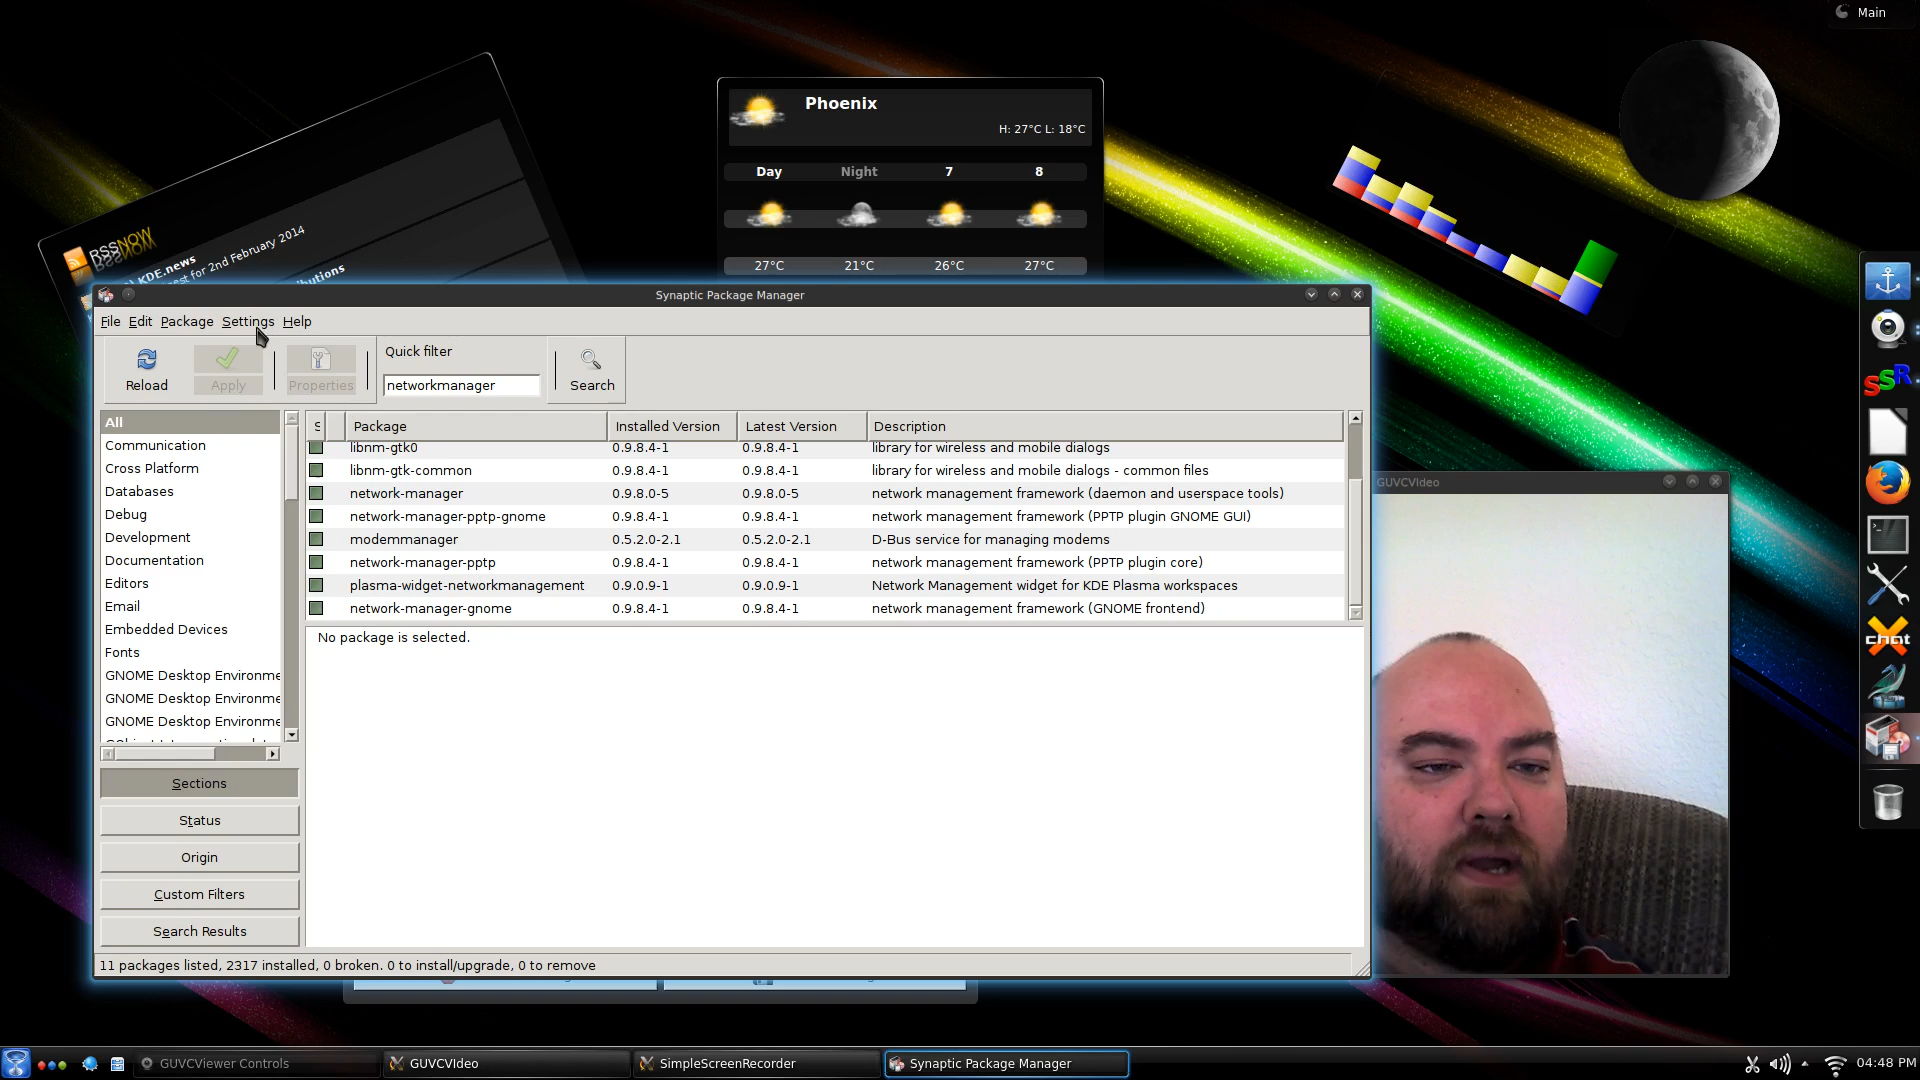 Main
Phoenix
H: 27°C L: 18°C
Day Night 7 8
27°C 21°C 26°C 27°C
RSSNOW
KDE.news
est for 2nd February 2014
Synaptic Package Manager
File Edit Package Settings Help
Reload Apply Properties
Quick filter
networkmanager
Search
All
Communication
Cross Platform
Databases
Debug
Development
Documentation
Editors
Email
Embedded Devices
Fonts
GNOME Desktop Environme
GNOME Desktop Environme
GNOME Desktop Environme
Sections
Status
Origin
Custom Filters
Search Results
S Package Installed Version Latest Version Description
libnm-gtk0 0.9.8.4-1 0.9.8.4-1 library for wireless and mobile dialogs
libnm-gtk-common 0.9.8.4-1 0.9.8.4-1 library for wireless and mobile dialogs - common files
network-manager 0.9.8.0-5 0.9.8.0-5 network management framework (daemon and userspace tools)
network-manager-pptp-gnome 0.9.8.4-1 0.9.8.4-1 network management framework (PPTP plugin GNOME GUI)
modemmanager 0.5.2.0-2.1 0.5.2.0-2.1 D-Bus service for managing modems
network-manager-pptp 0.9.8.4-1 0.9.8.4-1 network management framework (PPTP plugin core)
plasma-widget-networkmanagement 0.9.0.9-1 0.9.0.9-1 Network Management widget for KDE Plasma workspaces
network-manager-gnome 0.9.8.4-1 0.9.8.4-1 network management framework (GNOME frontend)
No package is selected.
11 packages listed, 2317 installed, 0 broken. 0 to install/upgrade, 0 to remove
GUVCVIdeo
SSR
chat
GUVCViewer Controls
GUVCVIdeo
SimpleScreenRecorder
Synaptic Package Manager
04:48 PM